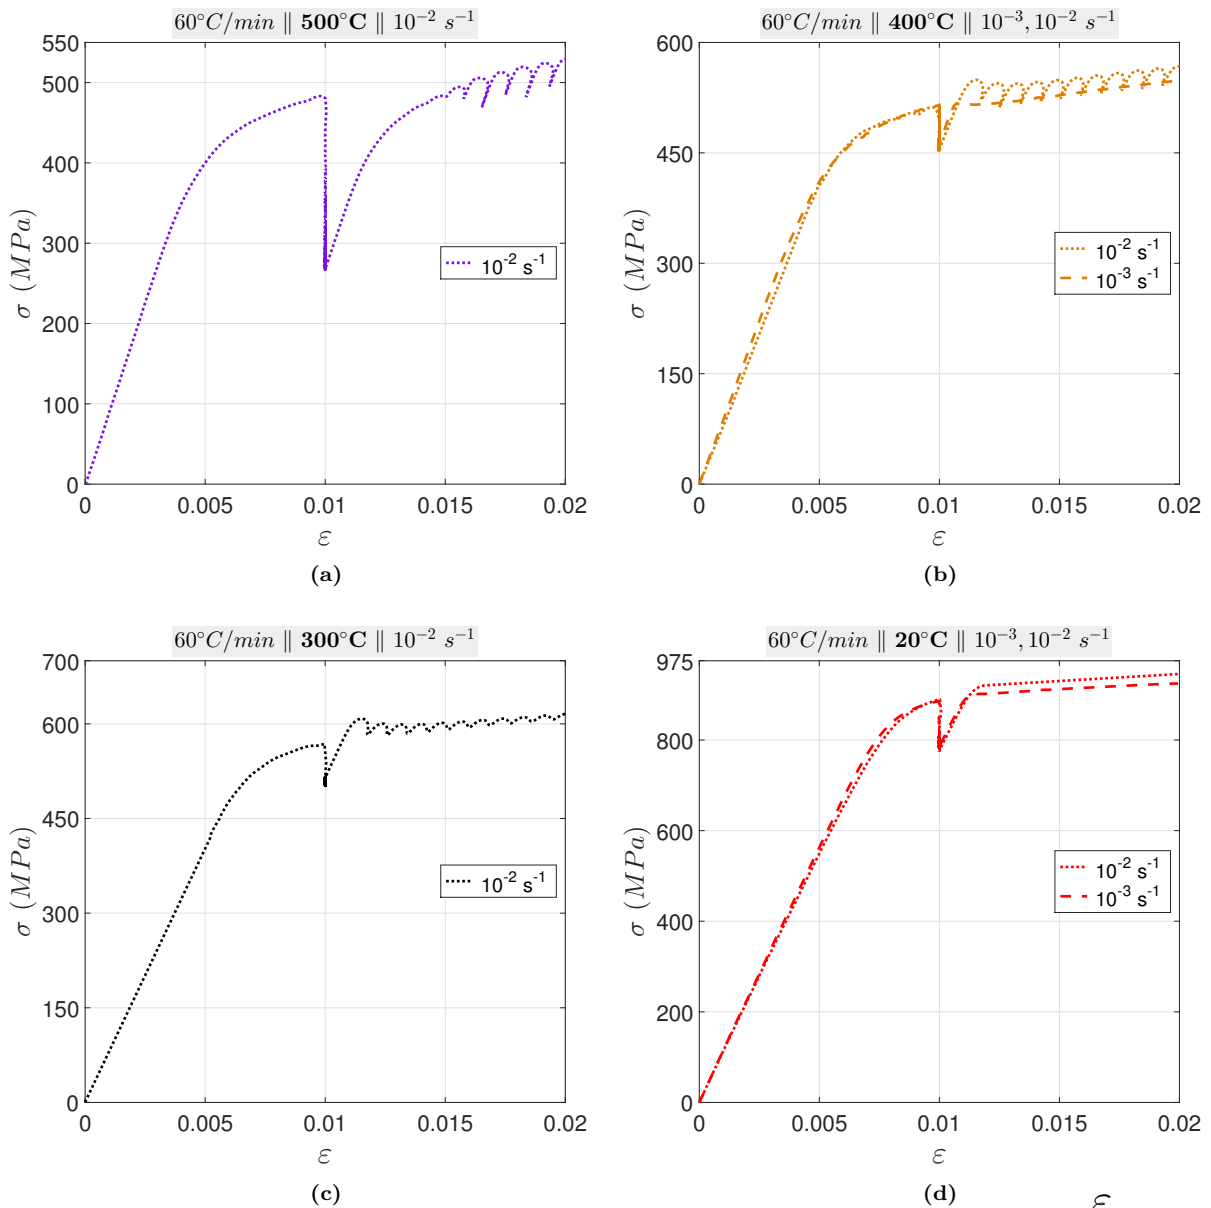 60°C/min ∥ 500°C ∥ 10⁻² s⁻¹
550
500
400
300
200
100
0
0 0.005 0.01 0.015 0.02
σ (MPa)
ε
10⁻² s⁻¹
(a)
60°C/min ∥ 400°C ∥ 10⁻³, 10⁻² s⁻¹
600
450
300
150
0
0 0.005 0.01 0.015 0.02
σ (MPa)
ε
10⁻² s⁻¹
10⁻³ s⁻¹
(b)
60°C/min ∥ 300°C ∥ 10⁻² s⁻¹
700
600
450
300
150
0
0 0.005 0.01 0.015 0.02
σ (MPa)
ε
10⁻² s⁻¹
(c)
60°C/min ∥ 20°C ∥ 10⁻³, 10⁻² s⁻¹
975
800
600
400
200
0
0 0.005 0.01 0.015 0.02
σ (MPa)
ε
10⁻² s⁻¹
10⁻³ s⁻¹
(d)
ε